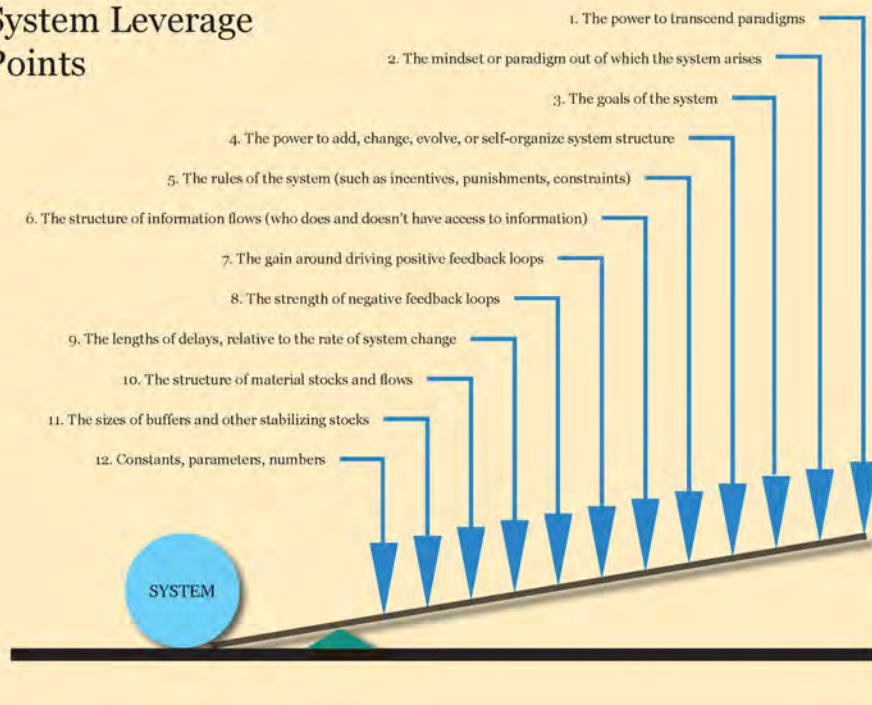 System Leverage
Points
1. The power to transcend paradigms
2. The mindset or paradigm out of which the system arises
3. The goals of the system
4. The power to add, change, evolve, or self-organize system structure
5. The rules of the system (such as incentives, punishments, constraints)
6. The structure of information flows (who does and doesn't have access to information)
7. The gain around driving positive feedback loops
8. The strength of negative feedback loops
9. The lengths of delays, relative to the rate of system change
10. The structure of material stocks and flows
11. The sizes of buffers and other stabilizing stocks
12. Constants, parameters, numbers
SYSTEM